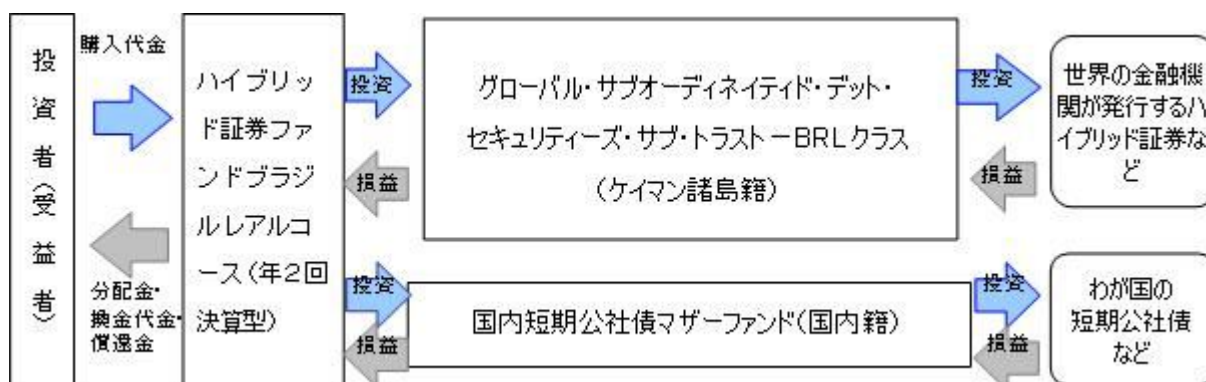 投資者(受益者)
購入代金
分配金・
換金代金・
償還金
ハイブリッ
ド証券ファ
ンドブラジ
ルレアルコ
ース(年2回
決算型)
投資
損益
投資
損益
グローバル・サブオーディネイティド・デット・
セキュリティーズ・サブ・トラスト-BRLクラス
(ケイマン諸島籍)
国内短期公社債マザーファンド(国内籍)
投資
損益
投資
損益
世界の金融機
関が発行するハ
イブリッド証券な
ど
わが国の
短期公社債
など